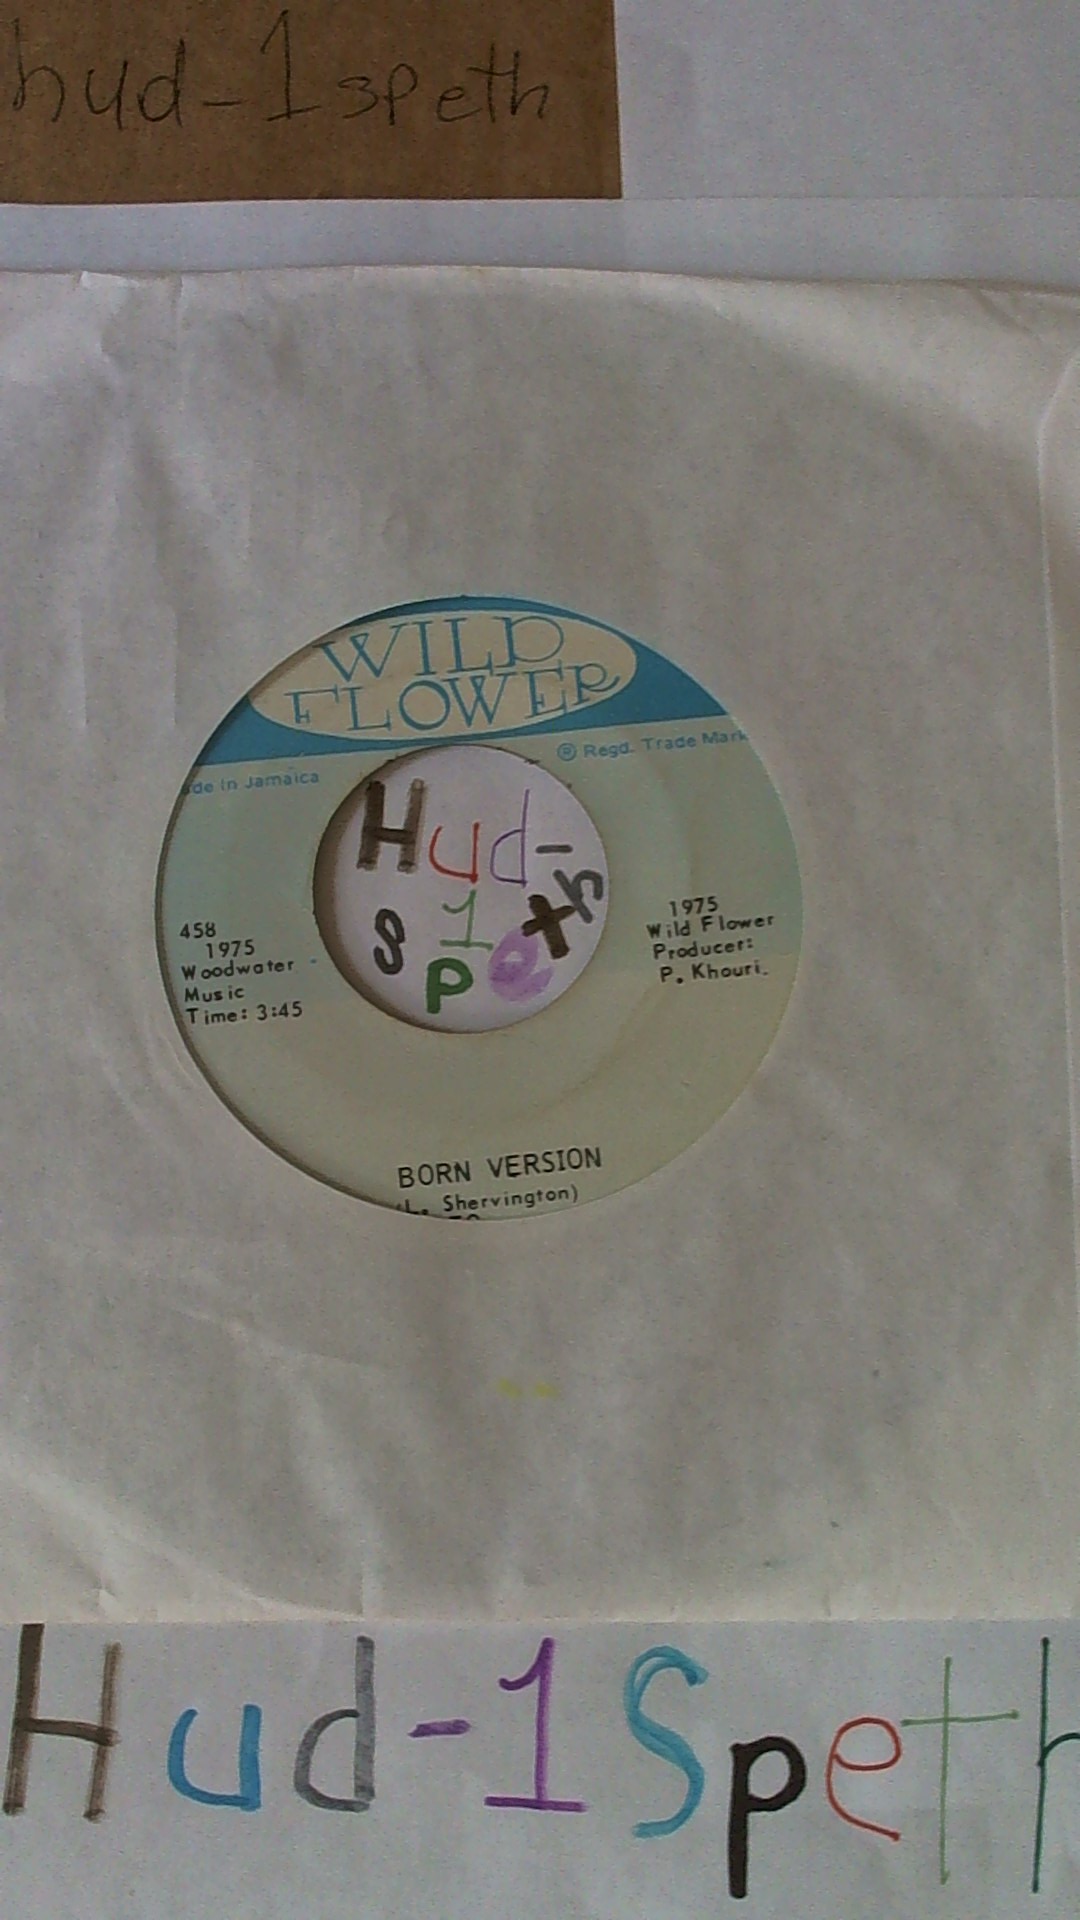 hud-1speth
WILD
FLOWER
® Regd. Trade Mark
de In Jamaica
Hud-
1
speth
458
1975
Woodwater
Music
Time: 3:45
1975
Wild Flower
Producer:
P. Khouri.
BORN VERSION
(L. Shervington)
Hud-1Speth